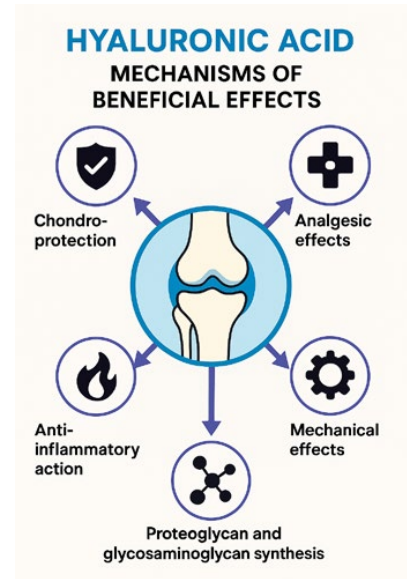 HYALURONIC ACID
MECHANISMS OF
BENEFICIAL EFFECTS
Chondro-
protection
Analgesic
effects
Anti-
inflammatory
action
Mechanical
effects
Proteoglycan and
glycosaminoglycan synthesis